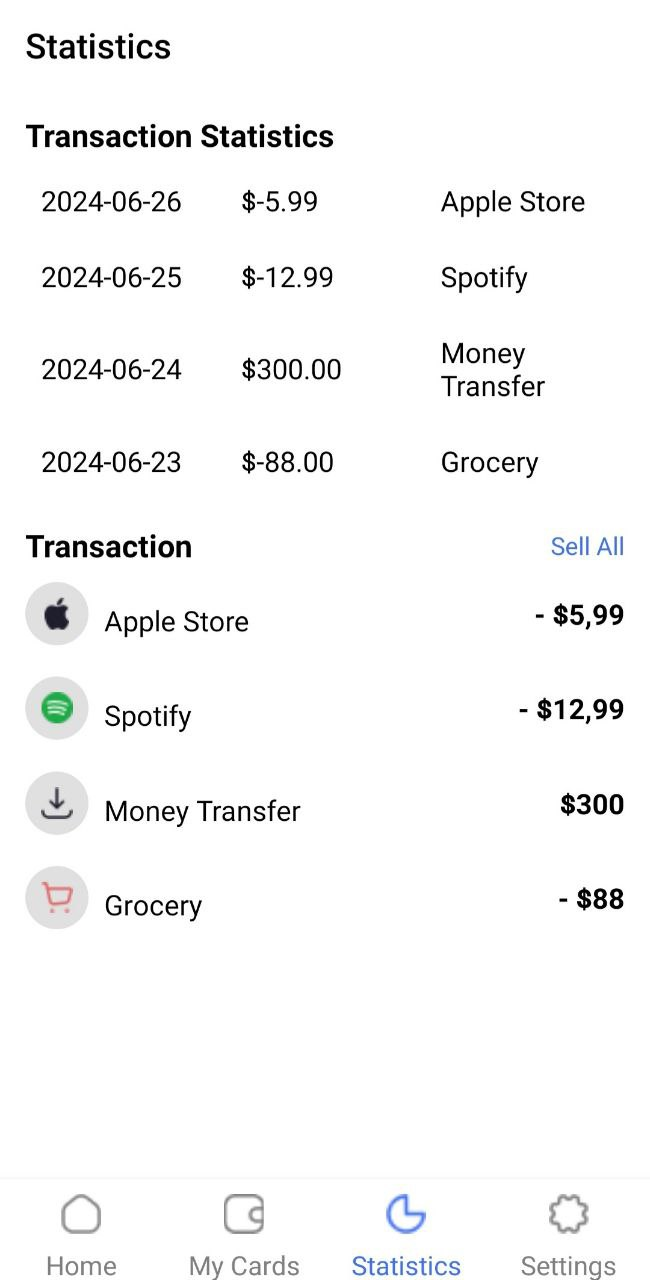 Statistics
Transaction Statistics
2024-06-26 $-5.99 Apple Store
2024-06-25 $-12.99 Spotify
2024-06-24 $300.00 Money
Transfer
2024-06-23 $-88.00 Grocery
Transaction Sell All
Apple Store - $5,99
Spotify - $12,99
Money Transfer $300
Grocery - $88
Home My Cards Statistics Settings